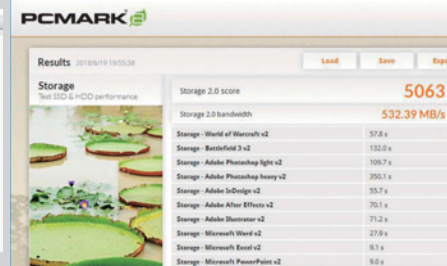 PCMARK 8
Results 2018/6/19 19:55:38
Load Save Expo
Storage
Test SSD & HDD performance
Storage 2.0 score 5063
Storage 2.0 bandwidth 532.39 MB/s
Storage - World of Warcraft v2 57.8 s
Storage - Battlefield 3 v2 132.0 s
Storage - Adobe Photoshop light v2 109.7 s
Storage - Adobe Photoshop heavy v2 350.1 s
Storage - Adobe InDesign v2 55.7 s
Storage - Adobe After Effects v2 70.1 s
Storage - Adobe Illustrator v2 71.2 s
Storage - Microsoft Word v2 27.9 s
Storage - Microsoft Excel v2 9.1 s
Storage - Microsoft PowerPoint v2 9.0 s